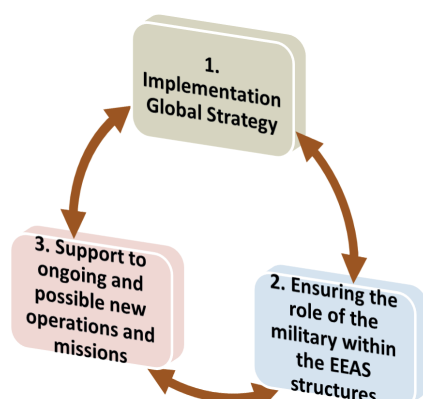 1.
Implementation
Global Strategy
2. Ensuring the
role of the
military within
the EEAS
structures
3. Support to
ongoing and
possible new
operations and
missions